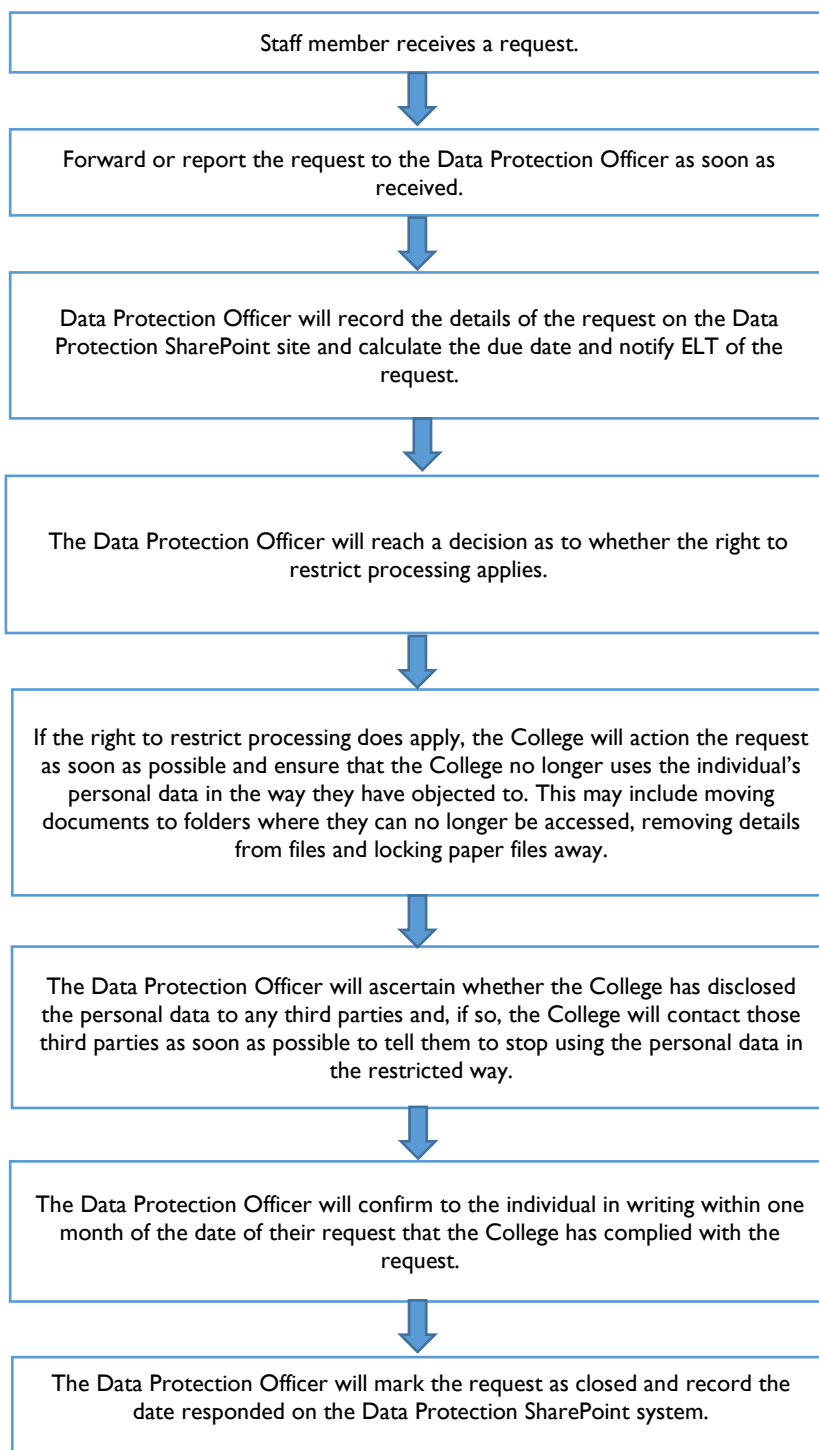 Staff member receives a request.
Forward or report the request to the Data Protection Officer as soon as
received.
Data Protection Officer will record the details of the request on the Data
Protection SharePoint site and calculate the due date and notify ELT of the
request.
The Data Protection Officer will reach a decision as to whether the right to
restrict processing applies.
If the right to restrict processing does apply, the College will action the request
as soon as possible and ensure that the College no longer uses the individual’s
personal data in the way they have objected to. This may include moving
documents to folders where they can no longer be accessed, removing details
from files and locking paper files away.
The Data Protection Officer will ascertain whether the College has disclosed
the personal data to any third parties and, if so, the College will contact those
third parties as soon as possible to tell them to stop using the personal data in
the restricted way.
The Data Protection Officer will confirm to the individual in writing within one
month of the date of their request that the College has complied with the
request.
The Data Protection Officer will mark the request as closed and record the
date responded on the Data Protection SharePoint system.